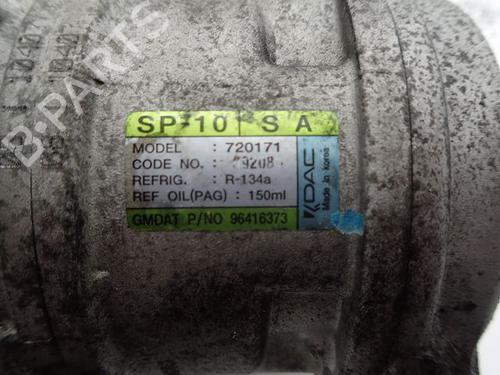 B-PARTS
SP-10 S A
MODEL : 720171
CODE NO. :
REFRIG. : R-134a
REF OIL(PAG) : 150ml
GMDAT P/NO 96416373
KDAC
Made in korea